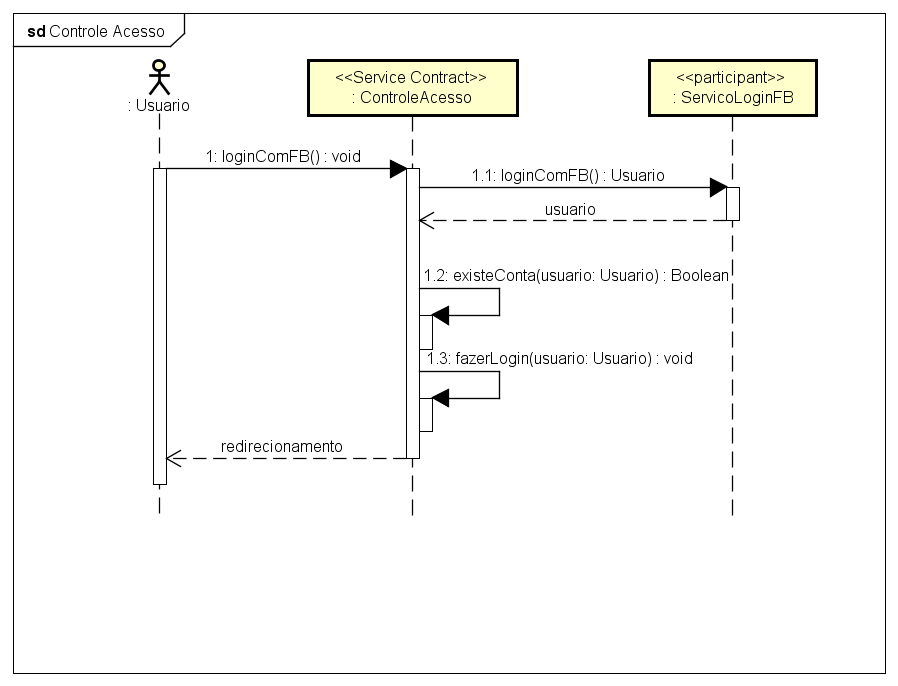 sd Controle Acesso
: Usuario
<<Service Contract>>
: ControleAcesso
<<participant>>
: ServicoLoginFB
1: loginComFB() : void
1.1: loginComFB() : Usuario
usuario
1.2: existeConta(usuario: Usuario) : Boolean
1.3: fazerLogin(usuario: Usuario) : void
redirecionamento